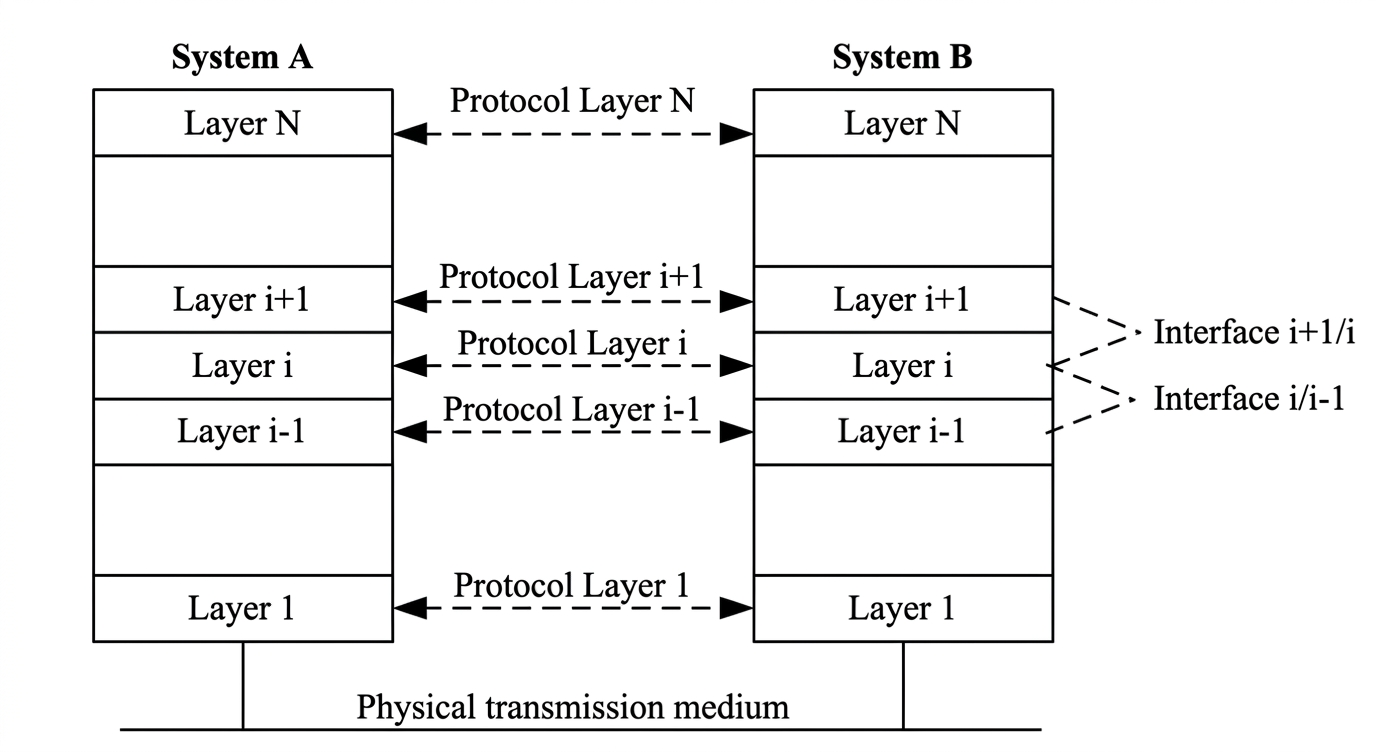 System A
System B
Layer N
Protocol Layer N
Layer N
Layer i+1
Protocol Layer i+1
Layer i+1
Interface i+1/i
Layer i
Protocol Layer i
Layer i
Interface i/i-1
Layer i-1
Protocol Layer i-1
Layer i-1
Layer 1
Protocol Layer 1
Layer 1
Physical transmission medium